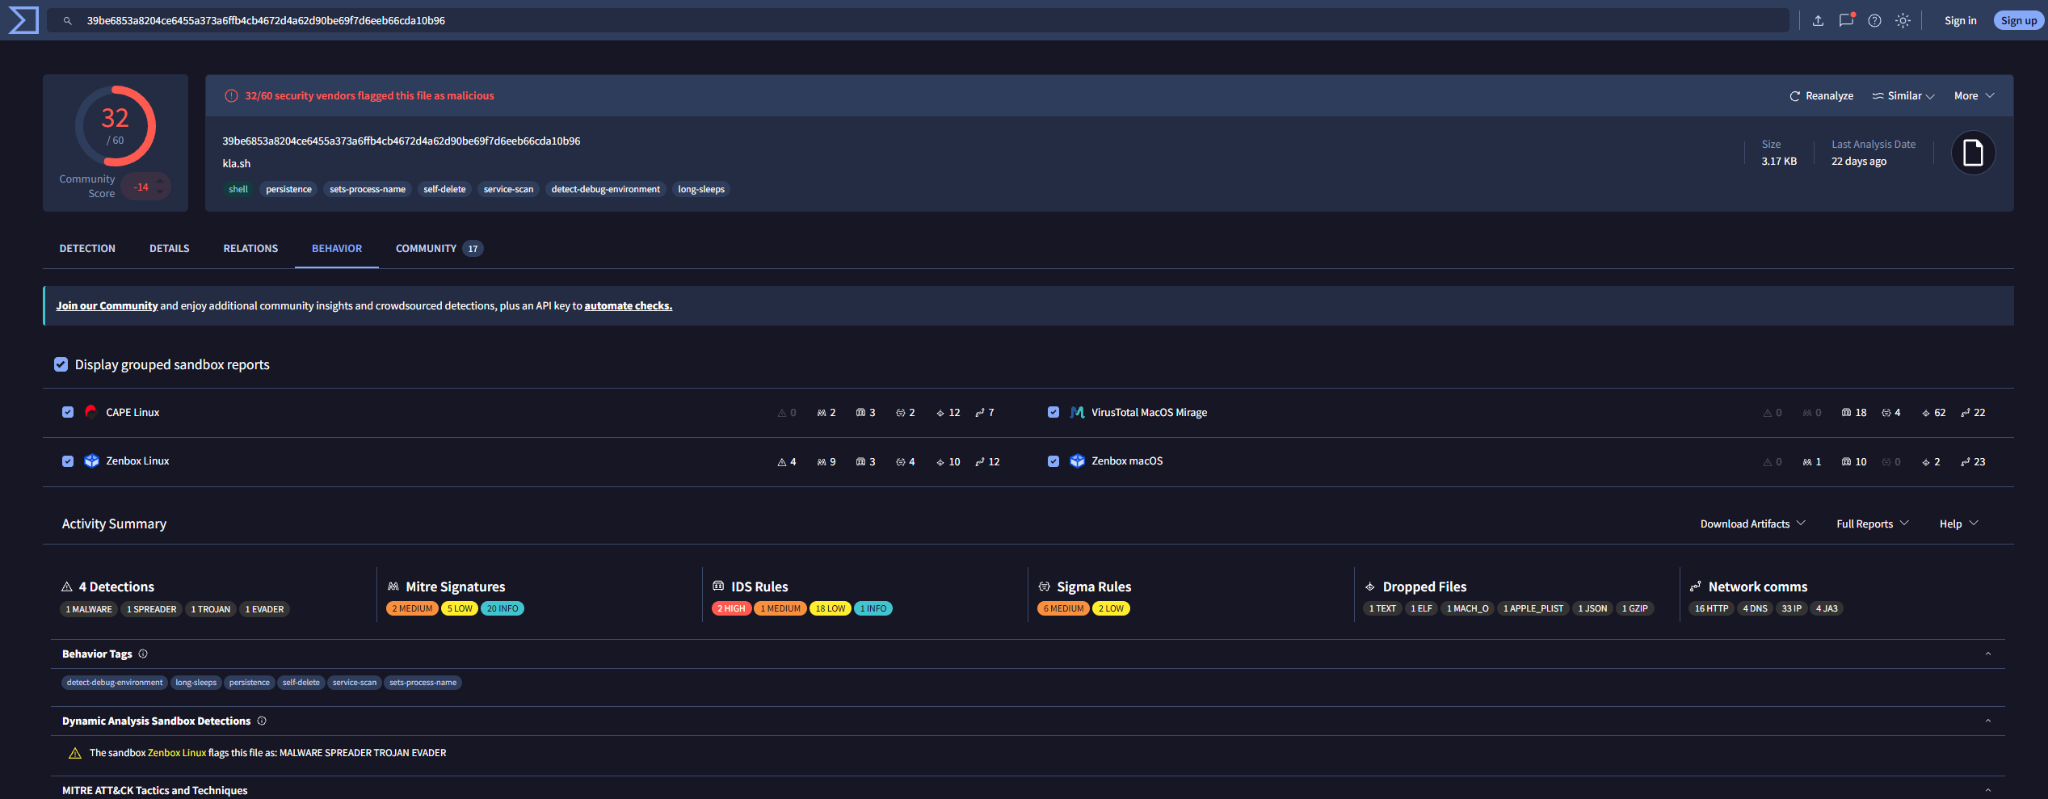 39be6853a8204ce6455a373a6ffb4cb4672d4a62d90be69f7d6eeb66cda10b96
Sign in
Sign up
32
/ 60
Community
Score
-14
32/60 security vendors flagged this file as malicious
Reanalyze
Similar
More
39be6853a8204ce6455a373a6ffb4cb4672d4a62d90be69f7d6eeb66cda10b96
kla.sh
shell persistence sets-process-name self-delete service-scan detect-debug-environment long-sleeps
Size
3.17 KB
Last Analysis Date
22 days ago
DETECTION DETAILS RELATIONS BEHAVIOR COMMUNITY 17
Join our Community and enjoy additional community insights and crowdsourced detections, plus an API key to automate checks.
Display grouped sandbox reports
CAPE Linux 0 2 3 2 12 7
VirusTotal MacOS Mirage 0 0 18 4 62 22
Zenbox Linux 4 9 3 4 10 12
Zenbox macOS 0 1 10 0 2 23
Activity Summary
Download Artifacts Full Reports Help
4 Detections
1 MALWARE 1 SPREADER 1 TROJAN 1 EVADER
Mitre Signatures
2 MEDIUM 5 LOW 20 INFO
IDS Rules
2 HIGH 1 MEDIUM 18 LOW 1 INFO
Sigma Rules
6 MEDIUM 2 LOW
Dropped Files
1 TEXT 1 ELF 1 MACH_O 1 APPLE_PLIST 1 JSON 1 GZIP
Network comms
16 HTTP 4 DNS 33 IP 4 JA3
Behavior Tags
detect-debug-environment long-sleeps persistence self-delete service-scan sets-process-name
Dynamic Analysis Sandbox Detections
The sandbox Zenbox Linux flags this file as: MALWARE SPREADER TROJAN EVADER
MITRE ATT&CK Tactics and Techniques